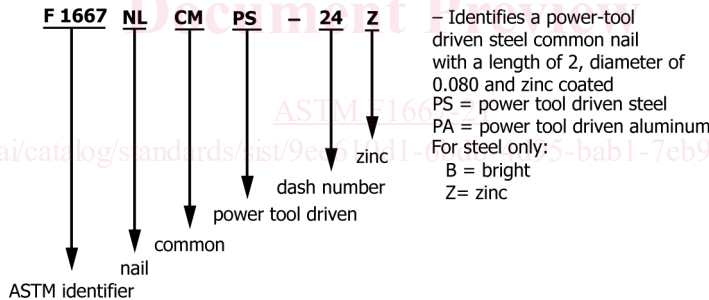 Document Preview
F 1667 NL CM PS – 24 Z
– Identifies a power-tool
driven steel common nail
with a length of 2, diameter of
0.080 and zinc coated
PS = power tool driven steel
PA = power tool driven aluminum
For steel only:
B = bright
Z= zinc
zinc
dash number
power tool driven
common
nail
ASTM identifier